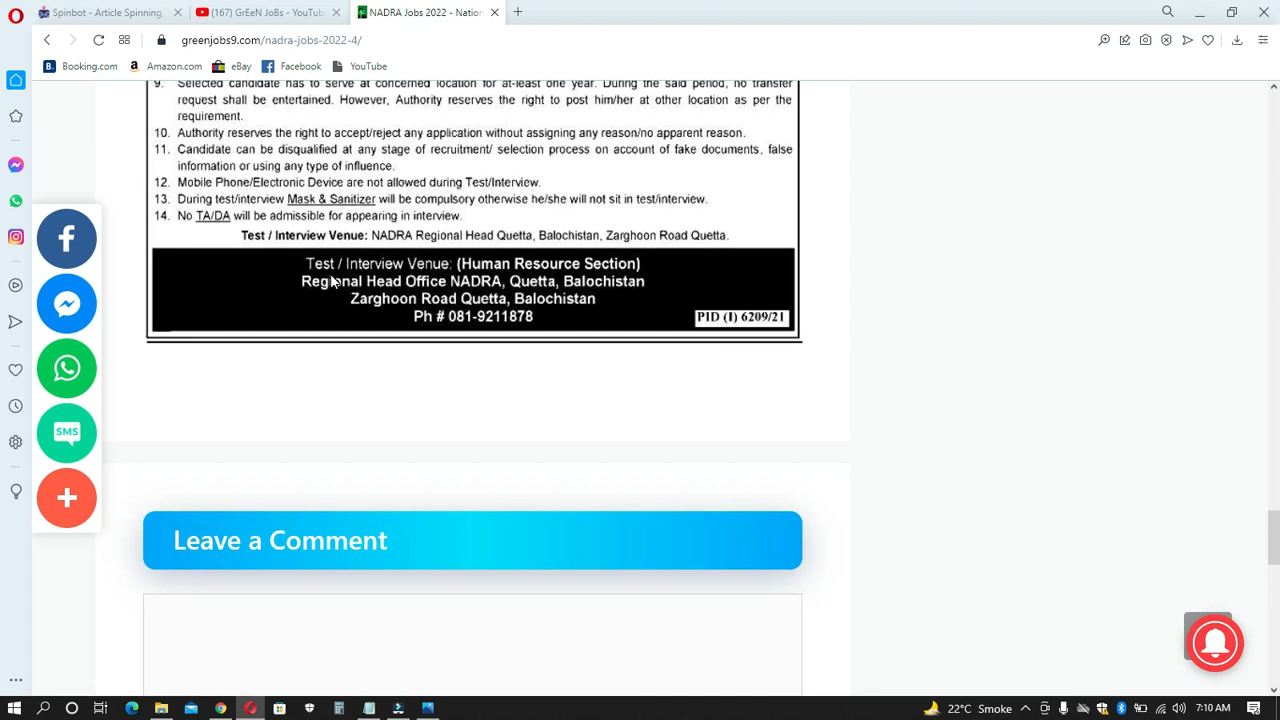 Spinbot - Article Spinning,
(167) GrEeN Jo8s - YouTub
NADRA Jobs 2022 - Nation
greenjobs9.com/nadra-jobs-2022-4/
Booking.com
Amazon.com
eBay
Facebook
YouTube
9. Selected candidate has to serve at concerned location for at-least one year. During the said period, no transfer
request shall be entertained. However, Authority reserves the right to post him/her at other location as per the
requirement.
10. Authority reserves the right to accept/reject any application without assigning any reason/no apparent reason.
11. Candidate can be disqualified at any stage of recruitment/ selection process on account of fake documents, false
information or using any type of influence.
12. Mobile Phone/Electronic Device are not allowed during Test/Interview.
13. During test/interview Mask & Sanitizer will be compulsory otherwise he/she will not sit in test/interview.
14. No TA/DA will be admissible for appearing in interview.
Test / Interview Venue: NADRA Regional Head Quetta, Balochistan, Zarghoon Road Quetta.
Test / Interview Venue: (Human Resource Section)
Regional Head Office NADRA, Quetta, Balochistan
Zarghoon Road Quetta, Balochistan
Ph # 081-9211878
PID (I) 6209/21
SMS
Leave a Comment
22°C Smoke
7:10 AM